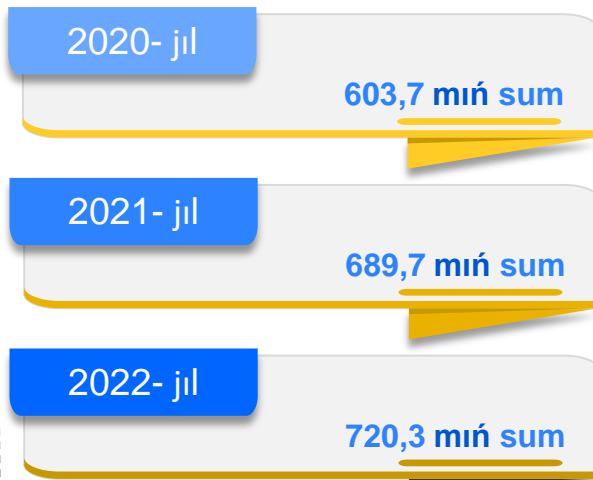 2020- jıl
603,7 mıń sum
2021- jıl
689,7 mıń sum
2022- jıl
720,3 mıń sum